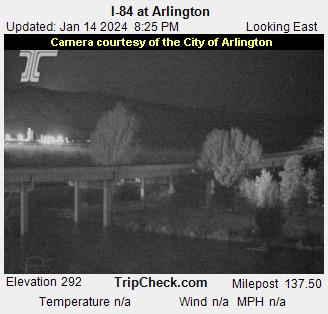 I-84 at Arlington
Updated: Jan 14 2024 8:25 PM Looking East
Camera courtesy of the City of Arlington
Elevation 292 TripCheck.com Milepost 137.50
Temperature n/a Wind n/a MPH n/a